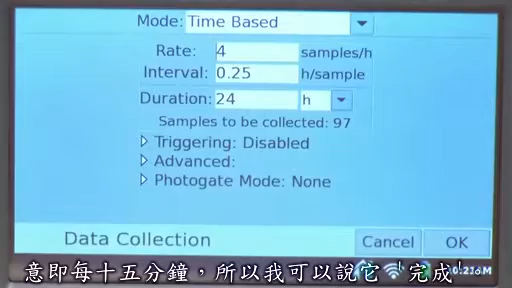 Mode: Time Based
Rate: 4 samples/h
Interval: 0.25 h/sample
Duration: 24 h
Samples to be collected: 97
Triggering: Disabled
Advanced:
Photogate Mode: None
Data Collection Cancel OK
意即每十五分鐘，所以我可以說它「完成」